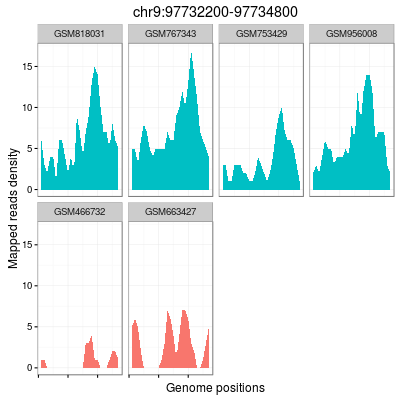 chr9:97732200-97734800
GSM818031 GSM767343 GSM753429 GSM956008
15
10
5
0
GSM466732 GSM663427
15
10
5
0
Mapped reads density
Genome positions